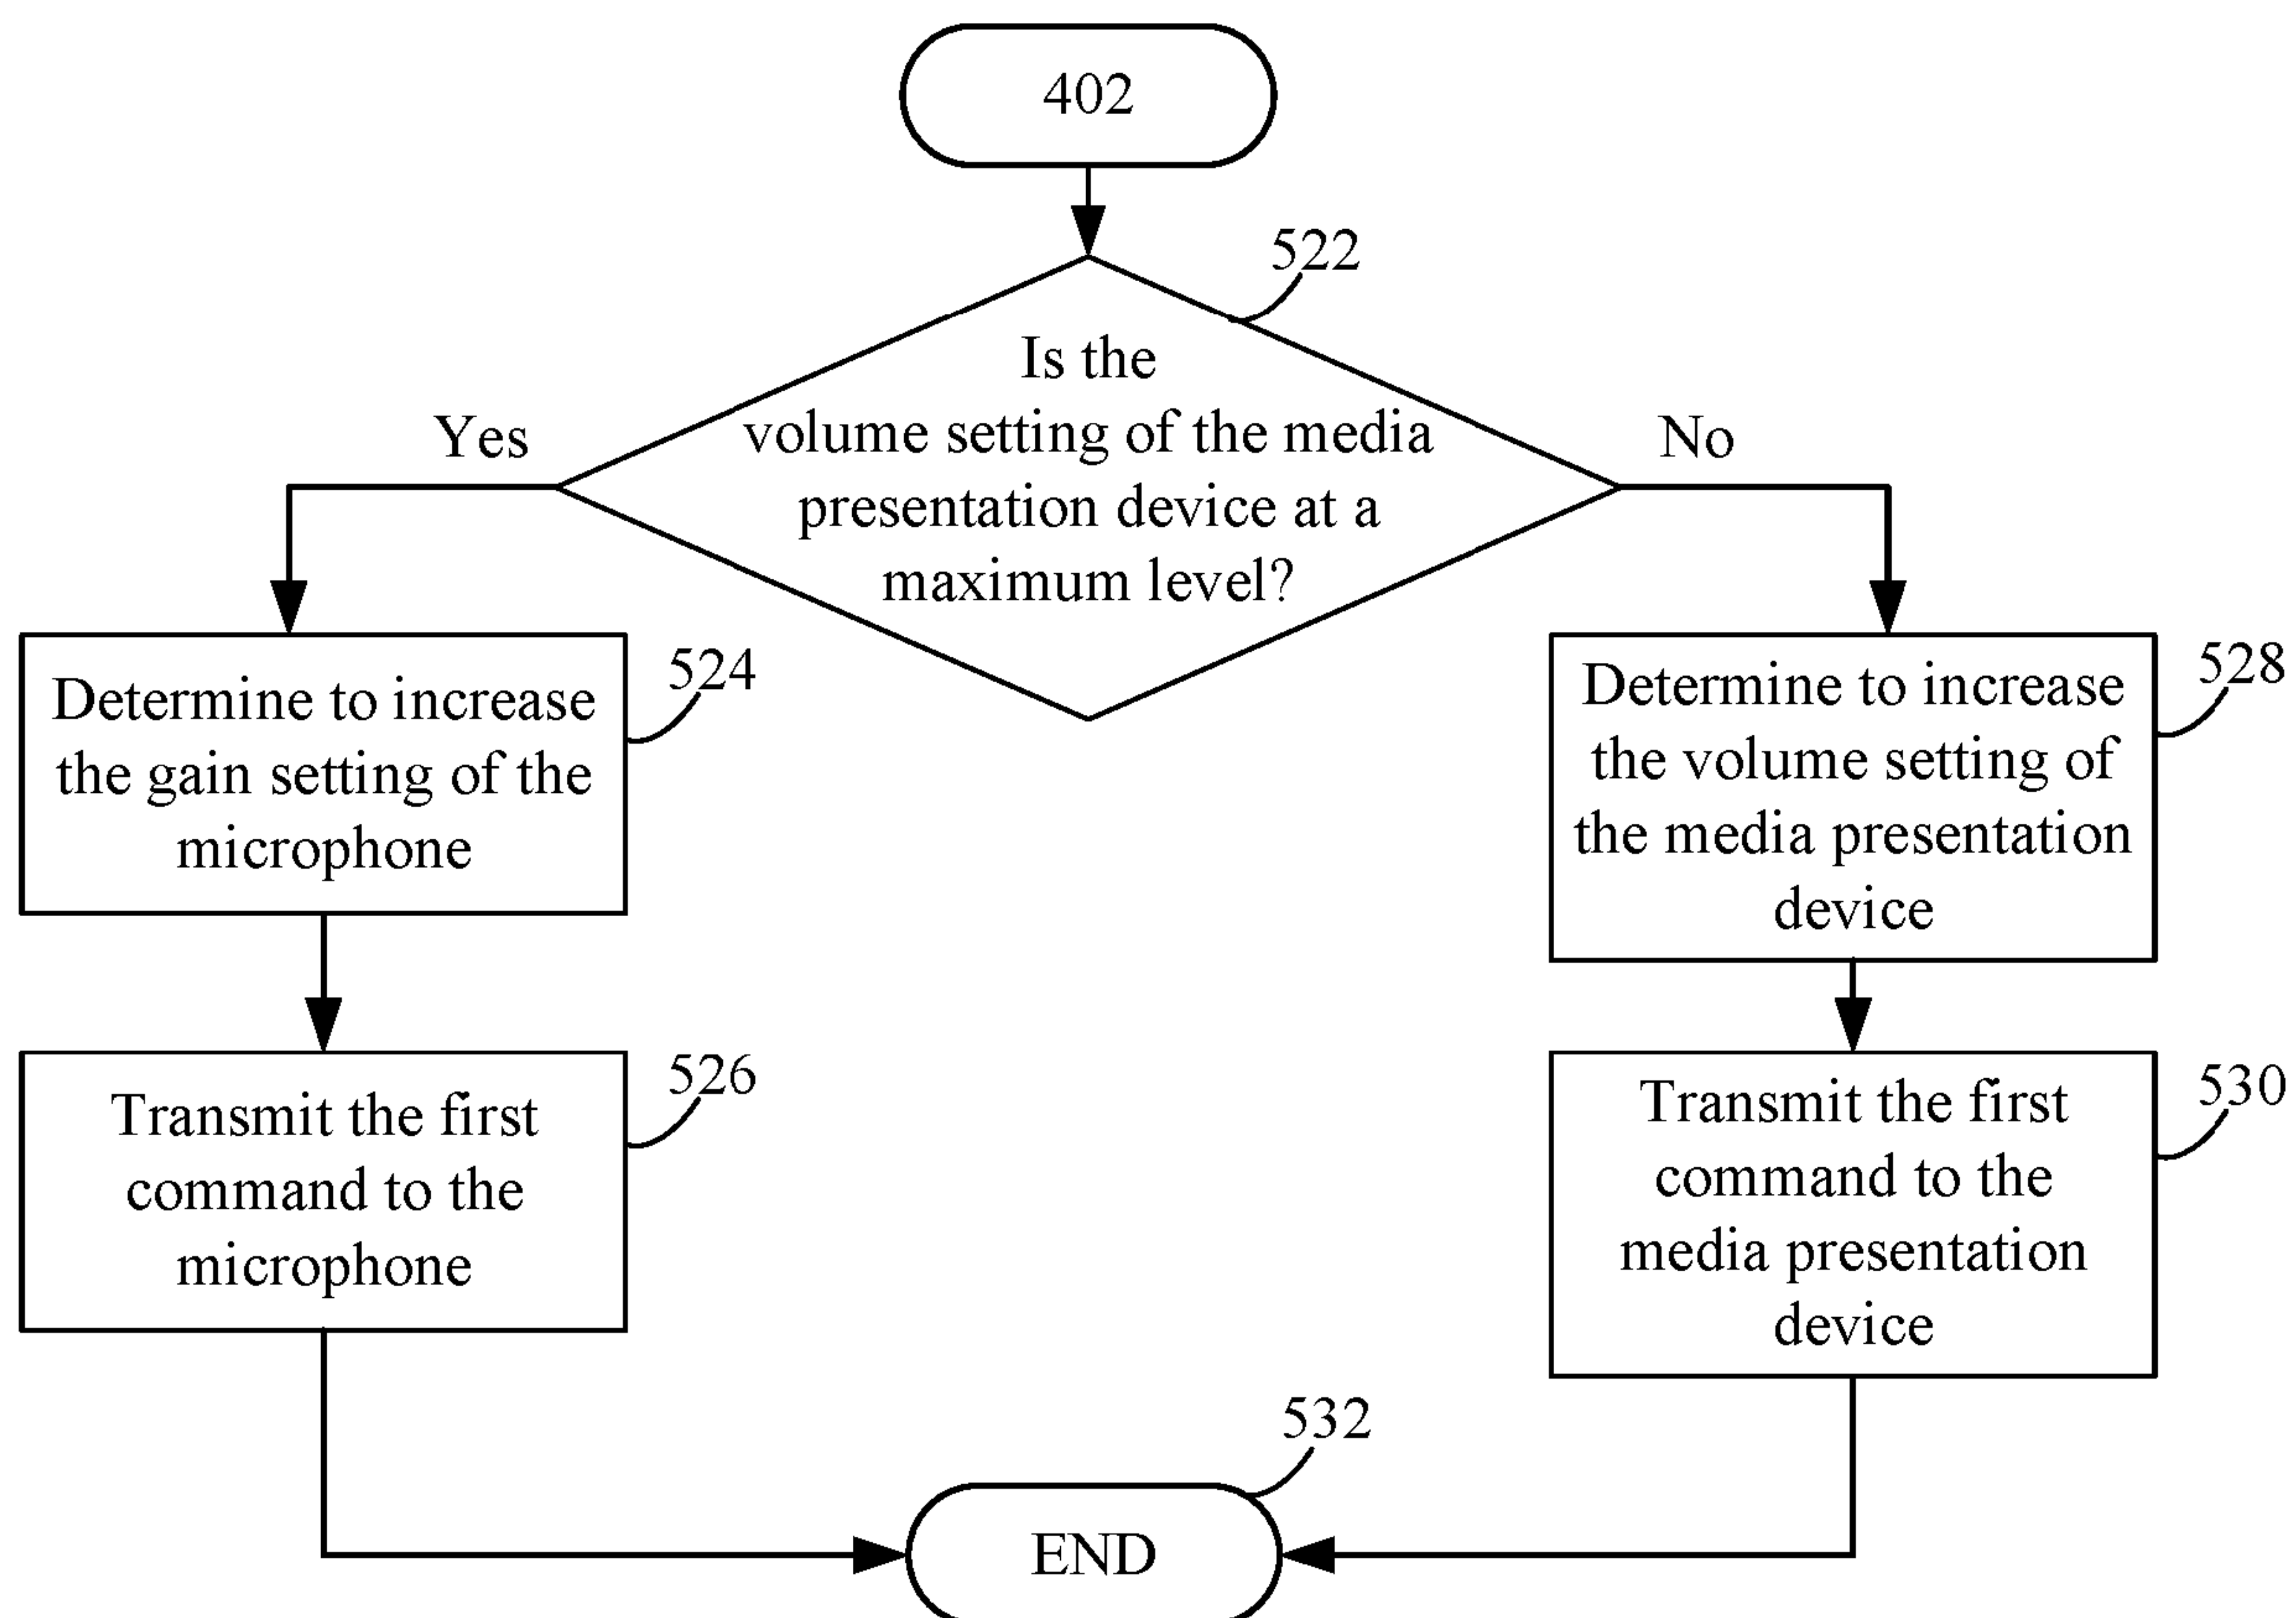 402
522
Is the
volume setting of the media
presentation device at a
maximum level?
Yes
No
Determine to increase
the gain setting of the
microphone
524
Determine to increase
the volume setting of
the media presentation
device
528
Transmit the first
command to the
microphone
526
Transmit the first
command to the
media presentation
device
530
532
END